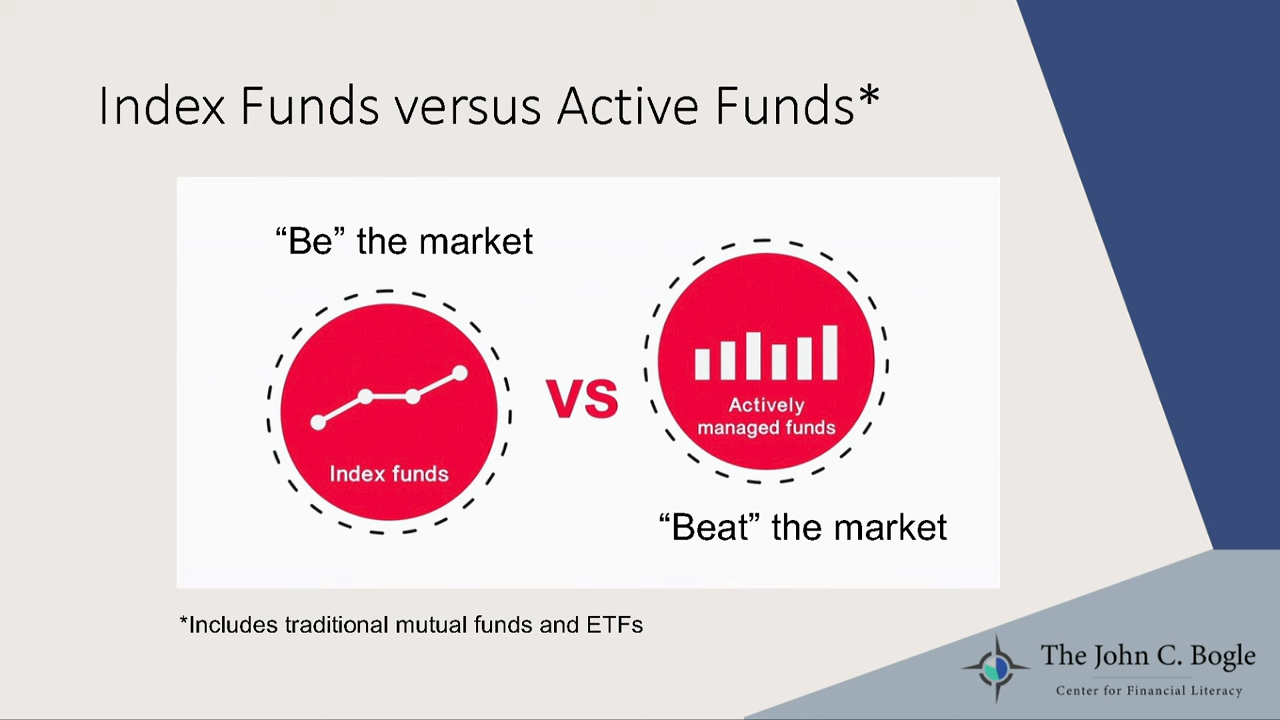 Index Funds versus Active Funds*
“Be” the market
Index funds
VS
Actively
managed funds
“Beat” the market
*Includes traditional mutual funds and ETFs
The John C. Bogle
Center for Financial Literacy